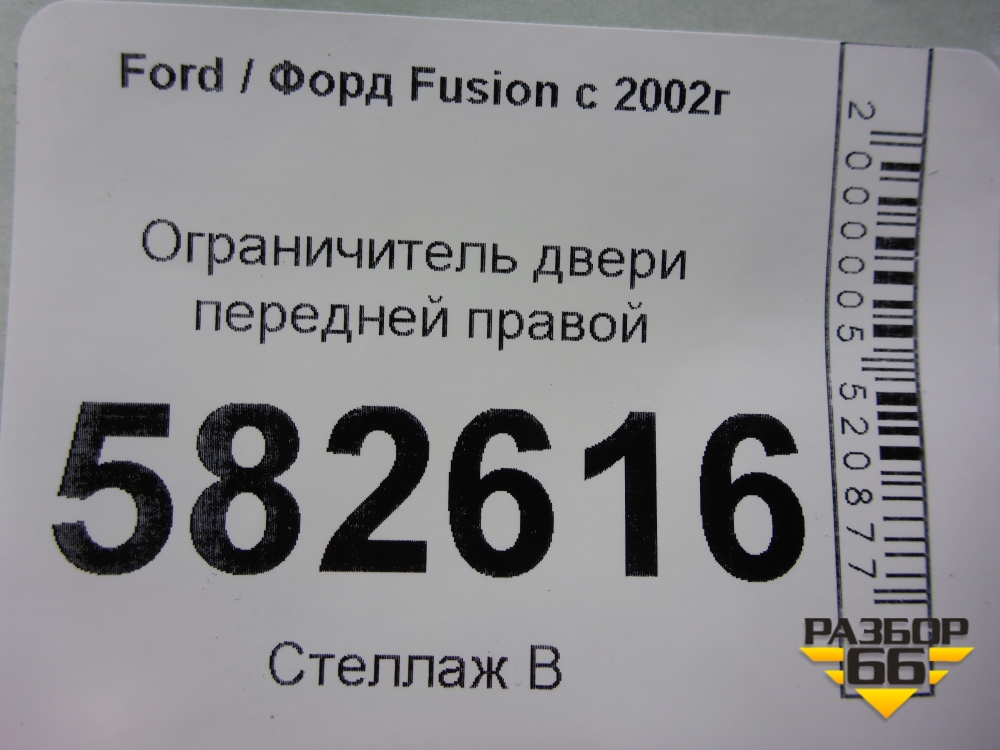 Ford / Форд Fusion с 2002г
Ограничитель двери
передней правой
582616
Стеллаж В
2000005520877
РАЗБОР
66